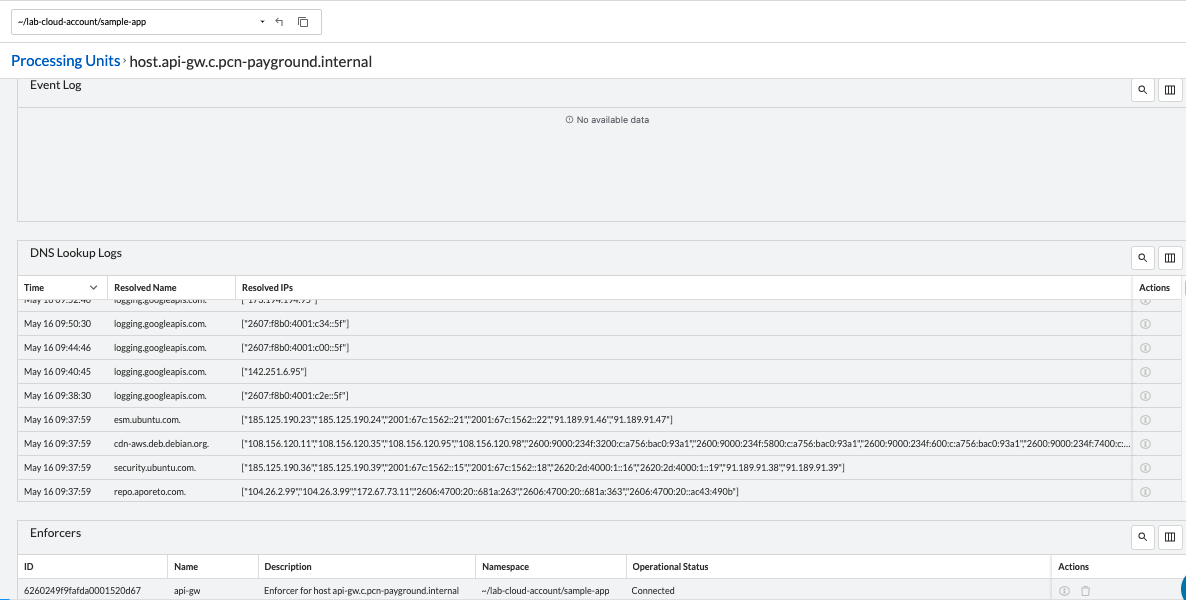 ~/lab-cloud-account/sample-app
Processing Units › host.api-gw.c.pcn-payground.internal
Event Log
No available data
DNS Lookup Logs
Time Resolved Name Resolved IPs Actions
May 16 09:52:46 logging.googleapis.com. ["173.194.194.95"]
May 16 09:50:30 logging.googleapis.com. ["2607:f8b0:4001:c34::5f"]
May 16 09:44:46 logging.googleapis.com. ["2607:f8b0:4001:c00::5f"]
May 16 09:40:45 logging.googleapis.com. ["142.251.6.95"]
May 16 09:38:30 logging.googleapis.com. ["2607:f8b0:4001:c2e::5f"]
May 16 09:37:59 esm.ubuntu.com. ["185.125.190.23","185.125.190.24","2001:67c:1562::21","2001:67c:1562::22","91.189.91.46","91.189.91.47"]
May 16 09:37:59 cdn-aws.deb.debian.org. ["108.156.120.11","108.156.120.35","108.156.120.95","108.156.120.98","2600:9000:234f:3200:c:a756:bac0:93a1","2600:9000:234f:5800:c:a756:bac0:93a1","2600:9000:234f:600:c:a756:bac0:93a1","2600:9000:234f:7400:c:...
May 16 09:37:59 security.ubuntu.com. ["185.125.190.36","185.125.190.39","2001:67c:1562::15","2001:67c:1562::18","2620:2d:4000:1::16","2620:2d:4000:1::19","91.189.91.38","91.189.91.39"]
May 16 09:37:59 repo.aporeto.com. ["104.26.2.99","104.26.3.99","172.67.73.11","2606:4700:20::681a:263","2606:4700:20::681a:363","2606:4700:20::ac43:490b"]
Enforcers
ID Name Description Namespace Operational Status Actions
6260249f9fafda0001520d67 api-gw Enforcer for host api-gw.c.pcn-payground.internal ~/lab-cloud-account/sample-app Connected